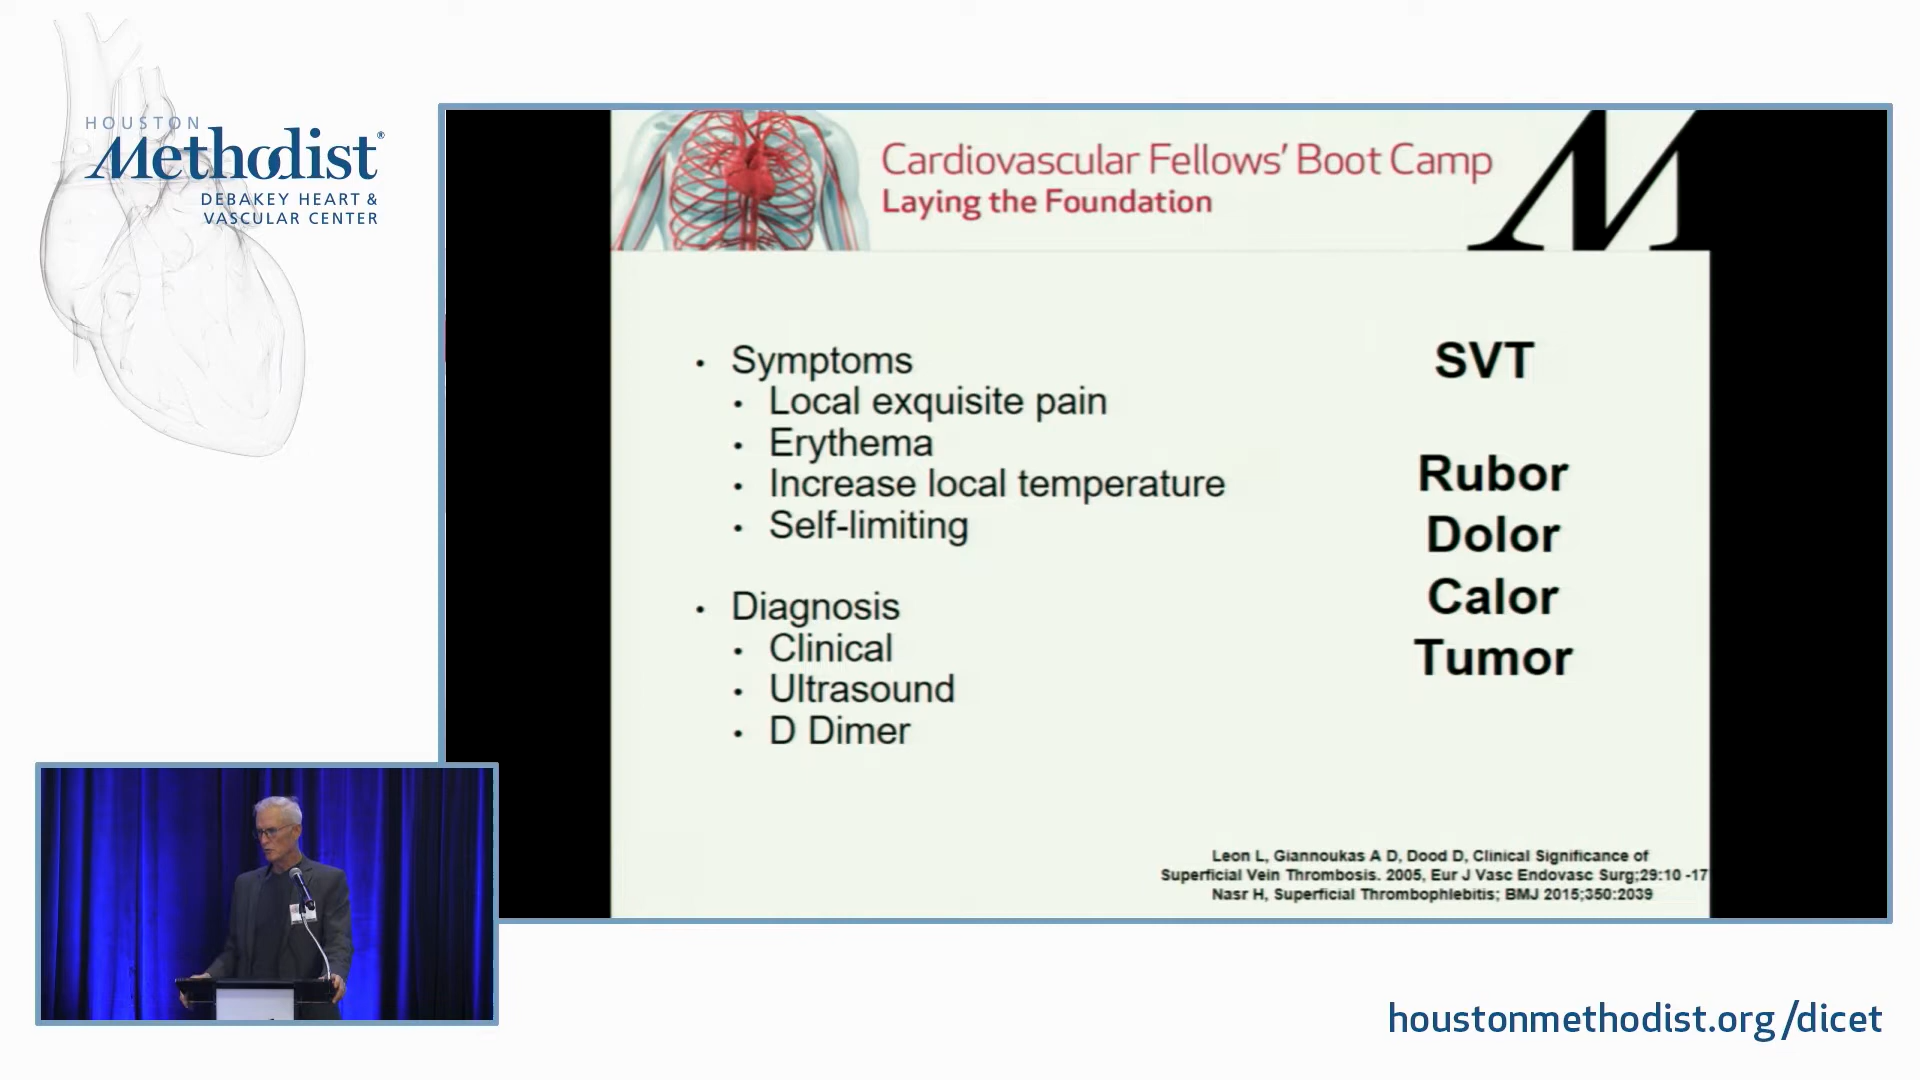 HOUSTON
Methodist®
DEBAKEY HEART &
VASCULAR CENTER
Cardiovascular Fellows' Boot Camp
Laying the Foundation
M
• Symptoms
• Local exquisite pain
• Erythema
• Increase local temperature
• Self-limiting
• Diagnosis
• Clinical
• Ultrasound
• D Dimer
SVT
Rubor
Dolor
Calor
Tumor
Leon L, Giannoukas A D, Dood D, Clinical Significance of
Superficial Vein Thrombosis. 2005, Eur J Vasc Endovasc Surg;29:10 -17
Nasr H, Superficial Thrombophlebitis; BMJ 2015;350:2039
houstonmethodist.org/dicet